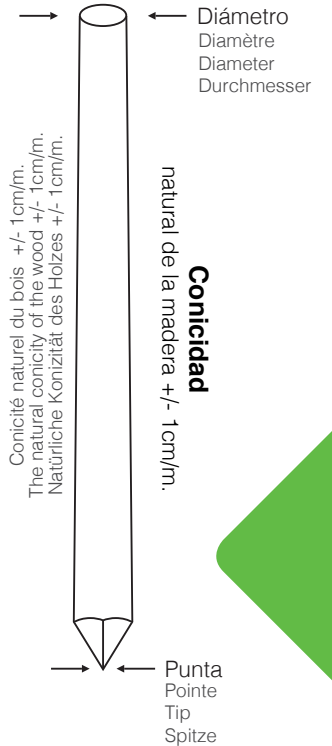 Diámetro
Diamètre
Diameter
Durchmesser
Conicité naturel du bois +/- 1cm/m.
The natural conicity of the wood +/- 1cm/m.
Natürliche Konizität des Holzes +/- 1cm/m.
Conicidad
natural de la madera +/- 1cm/m.
Punta
Pointe
Tip
Spitze